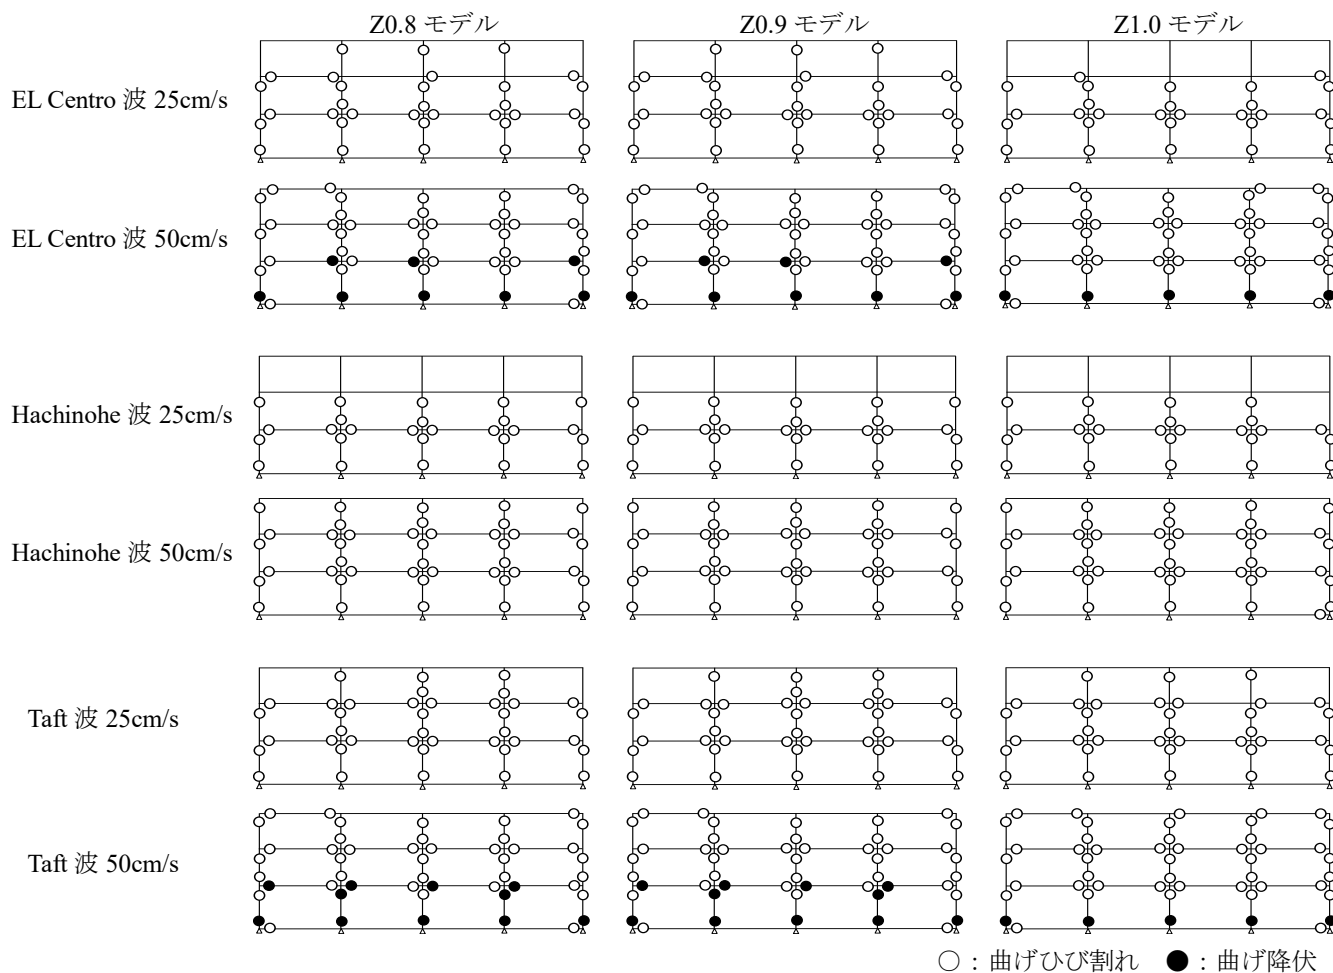 Z0.8 モデル Z0.9 モデル Z1.0 モデル
EL Centro 波 25cm/s
EL Centro 波 50cm/s
Hachinohe 波 25cm/s
Hachinohe 波 50cm/s
Taft 波 25cm/s
Taft 波 50cm/s
○：曲げひび割れ ●：曲げ降伏